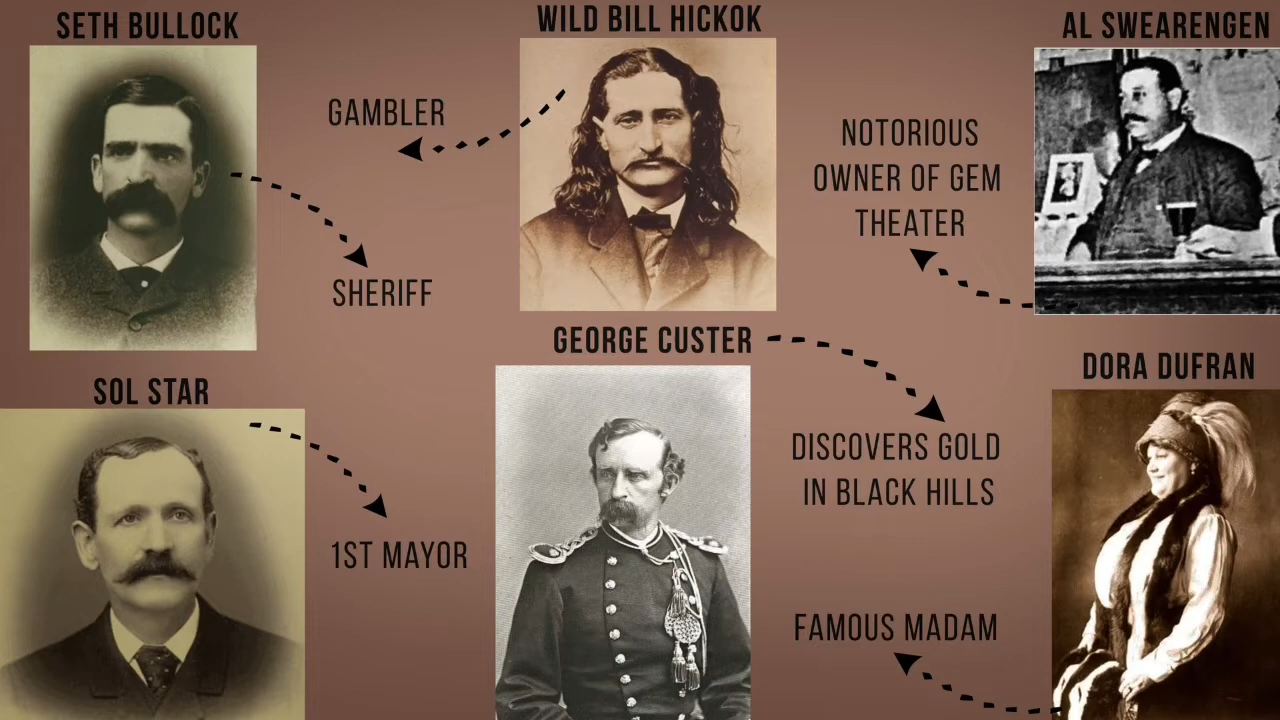 SETH BULLOCK
WILD BILL HICKOK
AL SWEARENGEN
GAMBLER
NOTORIOUS
OWNER OF GEM
THEATER
SHERIFF
GEORGE CUSTER
DORA DUFRAN
SOL STAR
DISCOVERS GOLD
IN BLACK HILLS
1ST MAYOR
FAMOUS MADAM